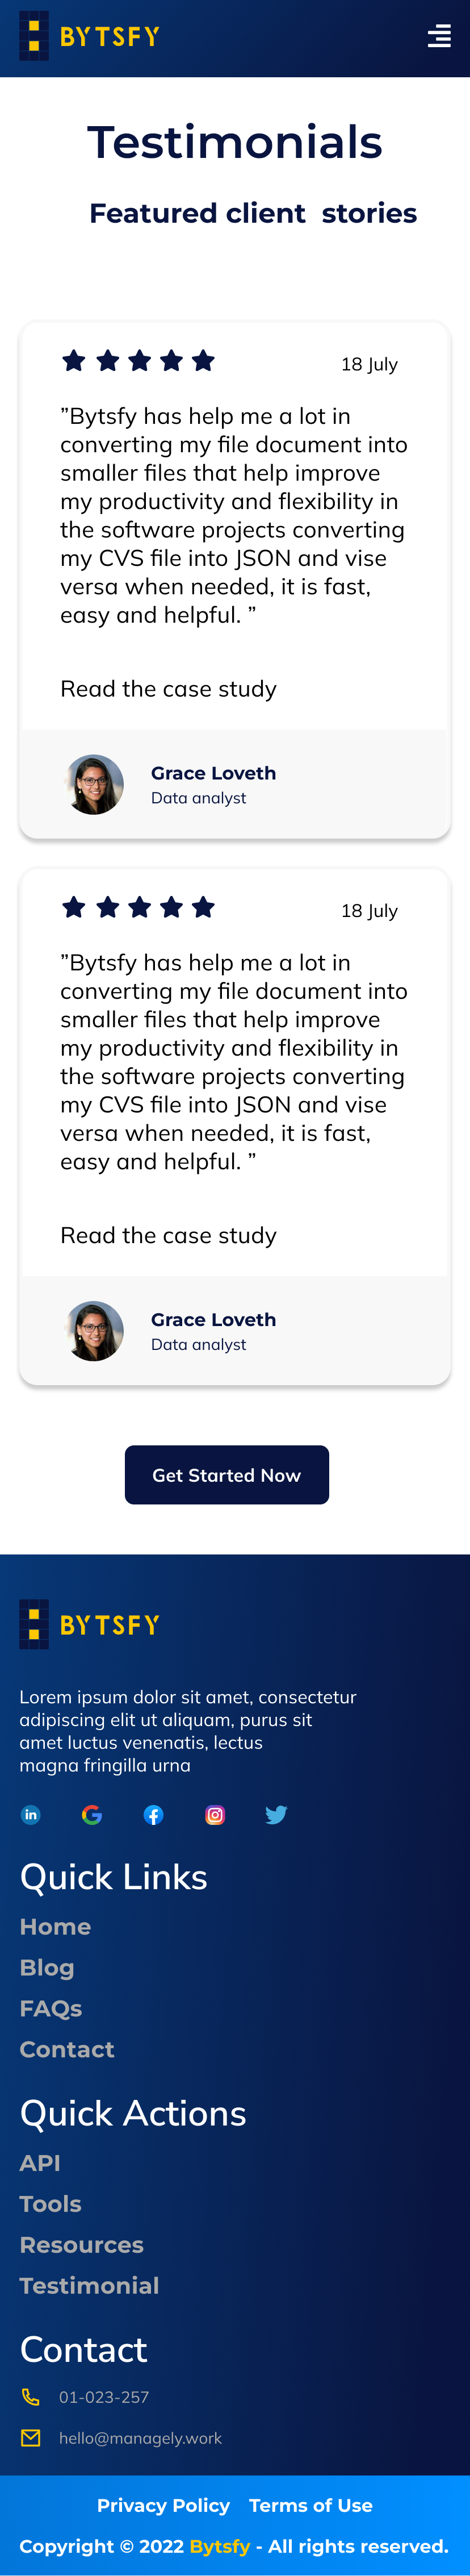 BYTSFY
Testimonials
Featured client stories
18 July
”Bytsfy has help me a lot in
converting my file document into
smaller files that help improve
my productivity and flexibility in
the software projects converting
my CVS file into JSON and vise
versa when needed, it is fast,
easy and helpful. ”
Read the case study
Grace Loveth
Data analyst
18 July
”Bytsfy has help me a lot in
converting my file document into
smaller files that help improve
my productivity and flexibility in
the software projects converting
my CVS file into JSON and vise
versa when needed, it is fast,
easy and helpful. ”
Read the case study
Grace Loveth
Data analyst
Get Started Now
BYTSFY
Lorem ipsum dolor sit amet, consectetur
adipiscing elit ut aliquam, purus sit
amet luctus venenatis, lectus
magna fringilla urna
Quick Links
Home
Blog
FAQs
Contact
Quick Actions
API
Tools
Resources
Testimonial
Contact
01-023-257
hello@managely.work
Privacy Policy Terms of Use
Copyright © 2022 Bytsfy - All rights reserved.